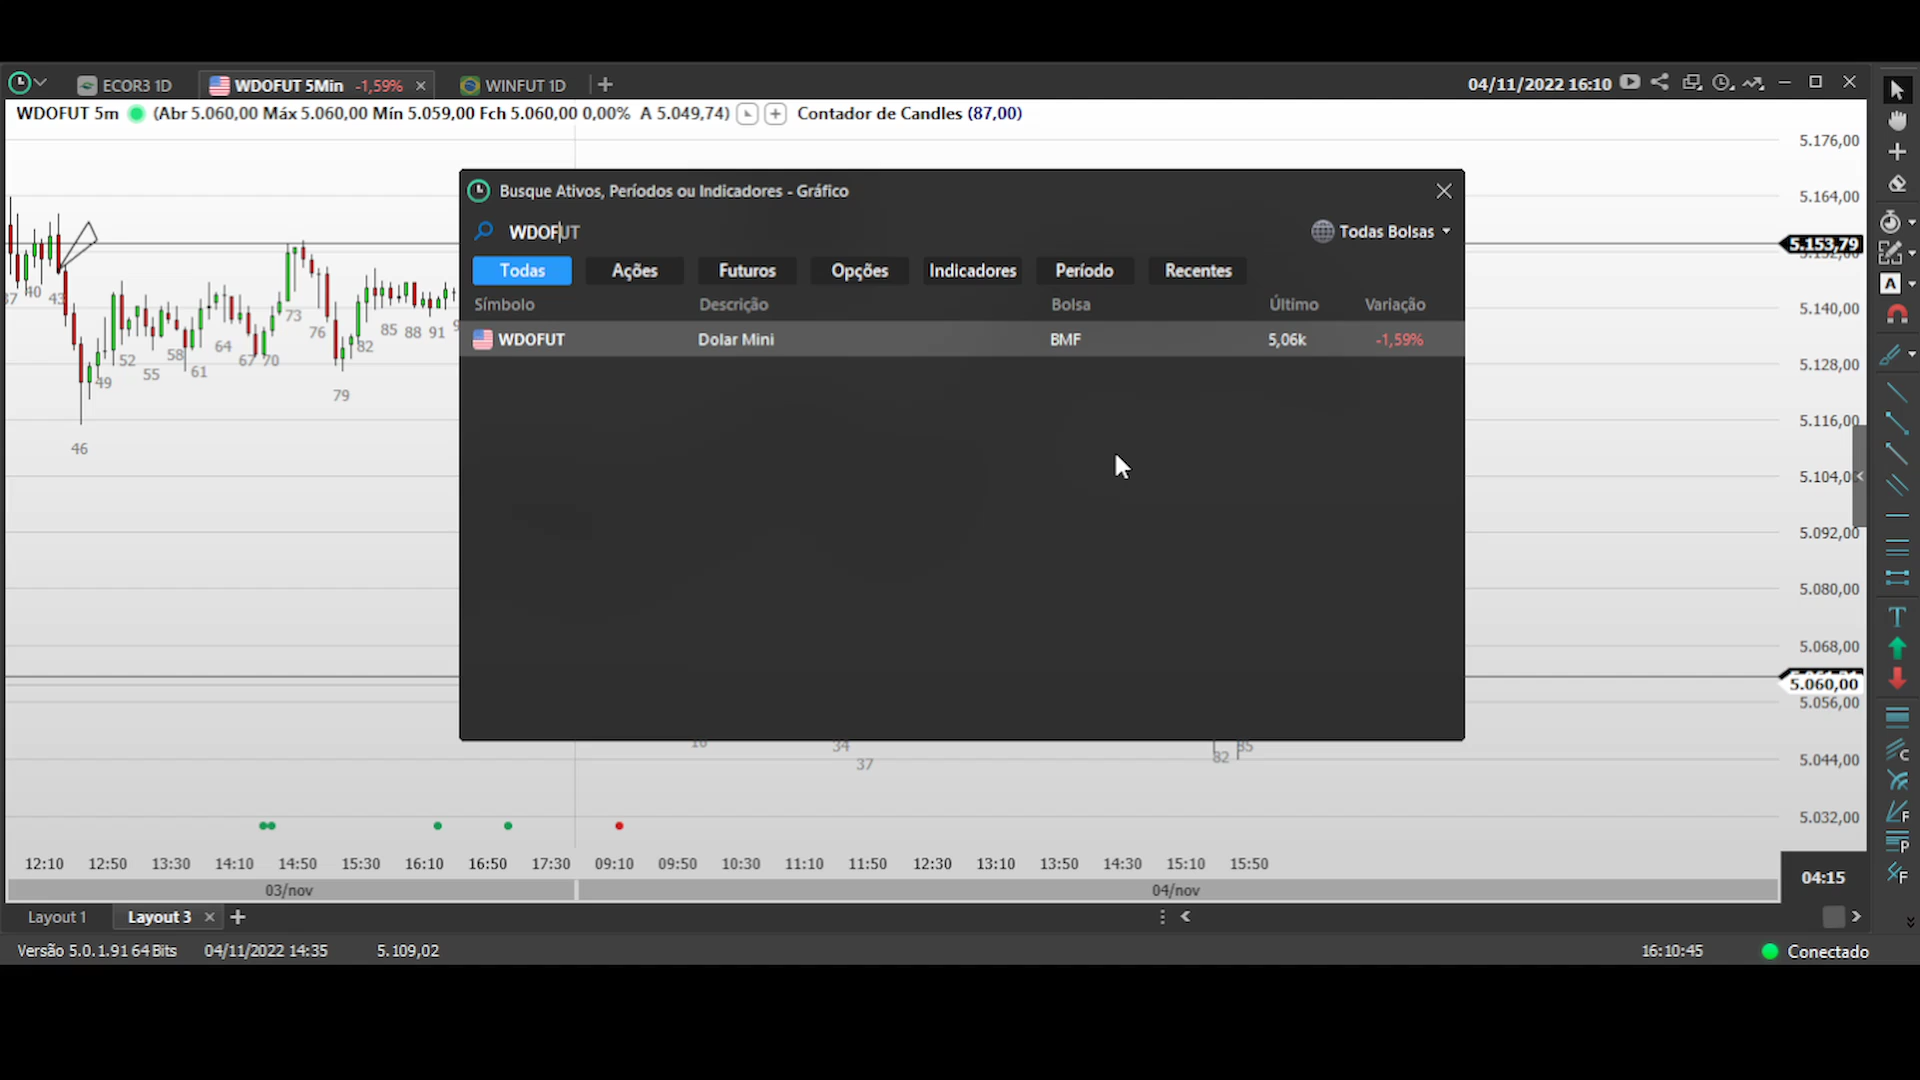 ECOR3 1D WDOFUT 5Min -1,59% WINFUT 1D 04/11/2022 16:10
WDOFUT 5m (Abr 5.060,00 Máx 5.060,00 Mín 5.059,00 Fch 5.060,00 0,00% A 5.049,74) Contador de Candles (87,00)
5.176,00
Busque Ativos, Períodos ou Indicadores - Gráfico
5.164,00
WDOFUT Todas Bolsas
5.153,79
Todas Ações Futuros Opções Indicadores Período Recentes
Símbolo Descrição Bolsa Último Variação
WDOFUT Dolar Mini BMF 5,06k -1,59%
37 40 43
73 76 85 88 91
5.140,00
52 58 64 82
55 61 67 70
49
79
46
5.128,00
5.116,00
5.104,0
5.092,00
5.080,00
5.068,00
5.060,00
5.056,00
34
37
82 85
5.044,00
5.032,00
12:10 12:50 13:30 14:10 14:50 15:30 16:10 16:50 17:30 09:10 09:50 10:30 11:10 11:50 12:30 13:10 13:50 14:30 15:10 15:50
03/nov 04/nov
04:15
Layout 1 Layout 3
Versão 5.0.1.91 64 Bits 04/11/2022 14:35 5.109,02 16:10:45 Conectado